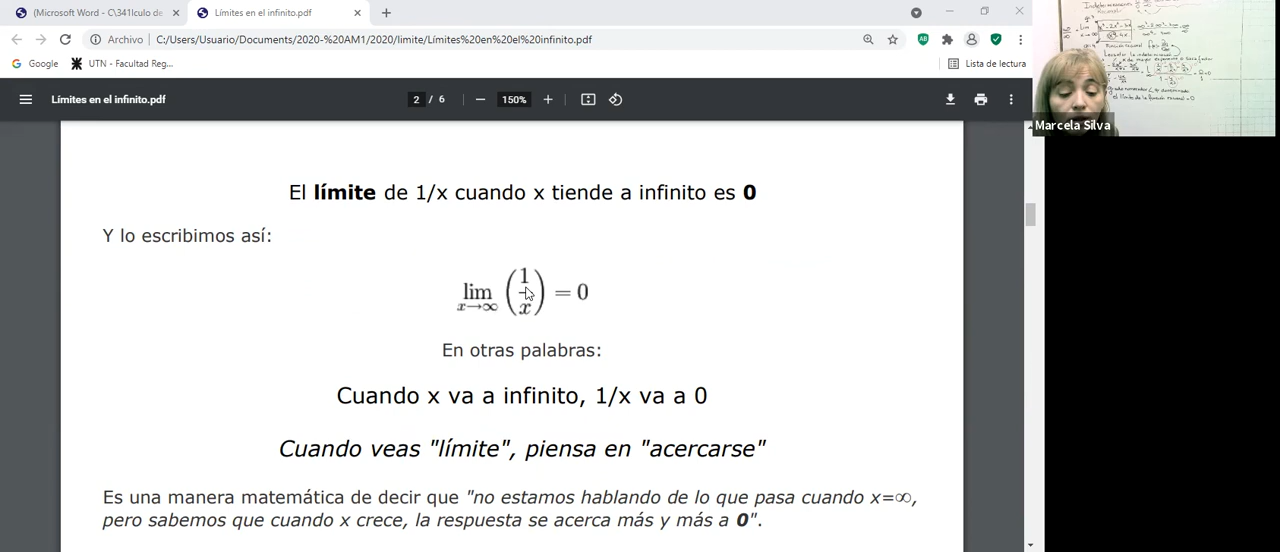 (Microsoft Word - C\341lculo de
Límites en el infinito.pdf
Archivo
C:/Users/Usuario/Documents/2020-%20AM1/2020/Limite/Límites%20en%20el%20infinito.pdf
Google
UTN - Facultad Reg...
Lista de lectura
Límites en el infinito.pdf
2 / 6
150%
Marcela Silva
El límite de 1/x cuando x tiende a infinito es 0
Y lo escribimos así:
lim x→∞ (1/x) = 0
En otras palabras:
Cuando x va a infinito, 1/x va a 0
Cuando veas "límite", piensa en "acercarse"
Es una manera matemática de decir que "no estamos hablando de lo que pasa cuando x=∞,
pero sabemos que cuando x crece, la respuesta se acerca más y más a 0".